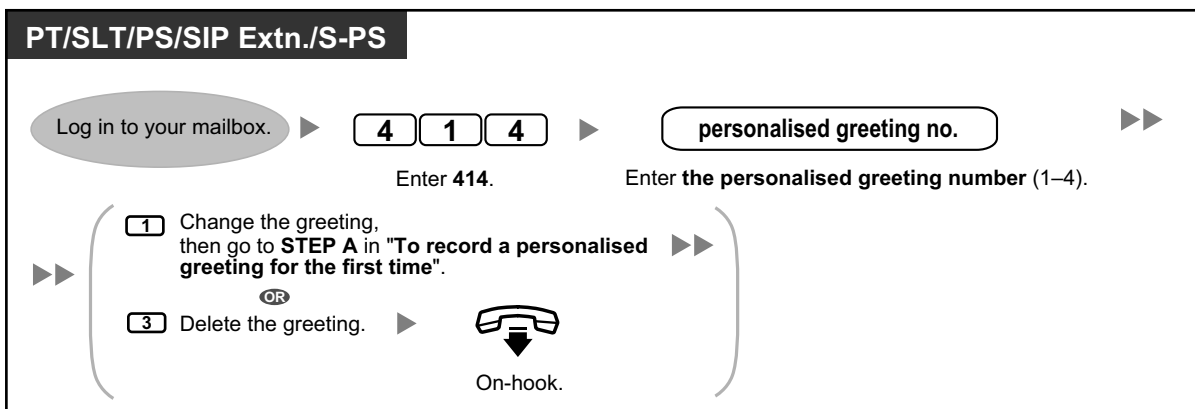 PT/SLT/PS/SIP Extn./S-PS
Log in to your mailbox.
4 1 4
personalised greeting no.
Enter 414.
Enter the personalised greeting number (1–4).
1 Change the greeting,
then go to STEP A in "To record a personalised
greeting for the first time".
OR
3 Delete the greeting.
On-hook.